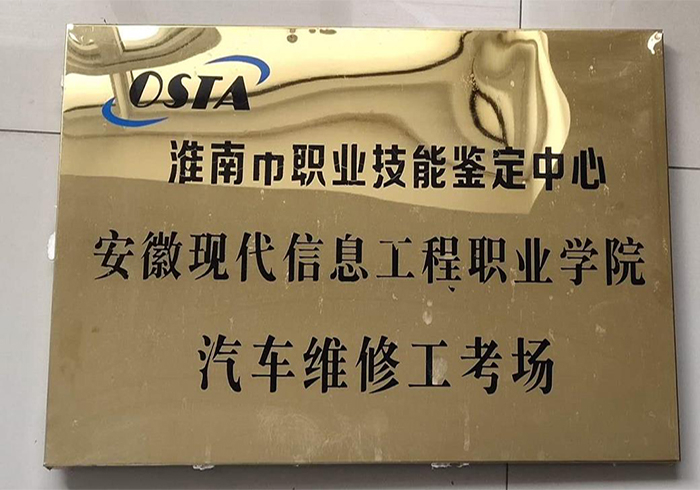 OSTA
淮南市职业技能鉴定中心
安徽现代信息工程职业学院
汽车维修工考场